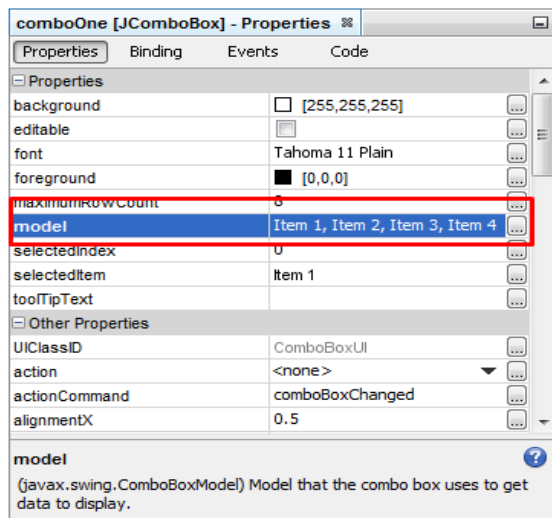 comboOne [JComboBox] - Properties
Properties Binding Events Code
Properties
background [255,255,255] ...
editable ...
font Tahoma 11 Plain ...
foreground [0,0,0] ...
maximumRowCount 8 ...
model Item 1, Item 2, Item 3, Item 4 ...
selectedIndex 0 ...
selectedItem Item 1 ...
toolTipText ...
Other Properties
UIClassID ComboBoxUI ...
action <none> ...
actionCommand comboBoxChanged ...
alignmentX 0.5 ...
model
(javax.swing.ComboBoxModel) Model that the combo box uses to get
data to display.